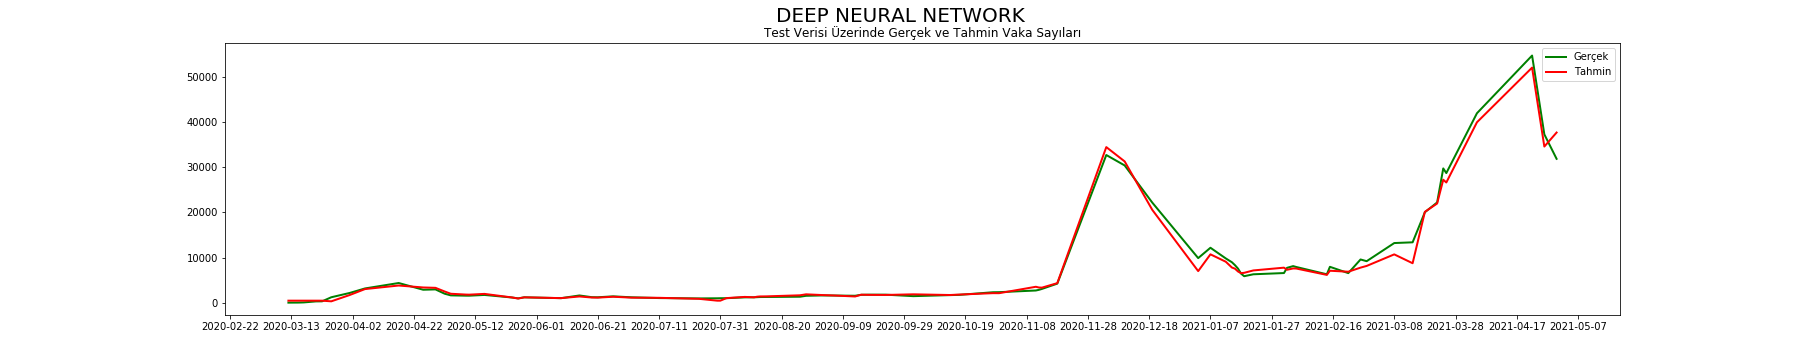 DEEP NEURAL NETWORK
Test Verisi Üzerinde Gerçek ve Tahmin Vaka Sayıları
Gerçek
Tahmin
50000
40000
30000
20000
10000
0
2020-02-22 2020-03-13 2020-04-02 2020-04-22 2020-05-12 2020-06-01 2020-06-21 2020-07-11 2020-07-31 2020-08-20 2020-09-09 2020-09-29 2020-10-19 2020-11-08 2020-11-28 2020-12-18 2021-01-07 2021-01-27 2021-02-16 2021-03-08 2021-03-28 2021-04-17 2021-05-07